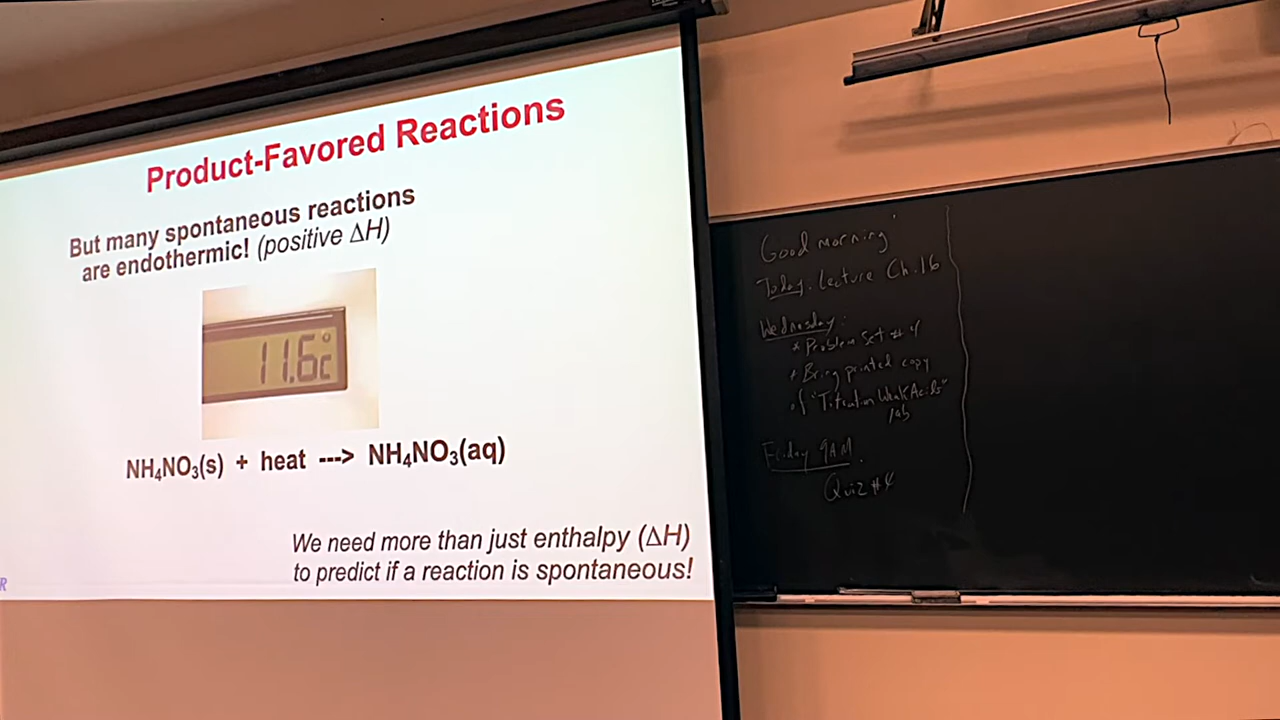 Product-Favored Reactions
But many spontaneous reactions
are endothermic! (positive ΔH)
11.6°C
NH₄NO₃(s) + heat ---> NH₄NO₃(aq)
We need more than just enthalpy (ΔH)
to predict if a reaction is spontaneous!
R
Good morning
Today: Lecture Ch. 16
Wednesday:
* Problem Set #4
* Bring printed copy
of "Titration Weak Acids"
lab
Friday 9AM
Quiz #4